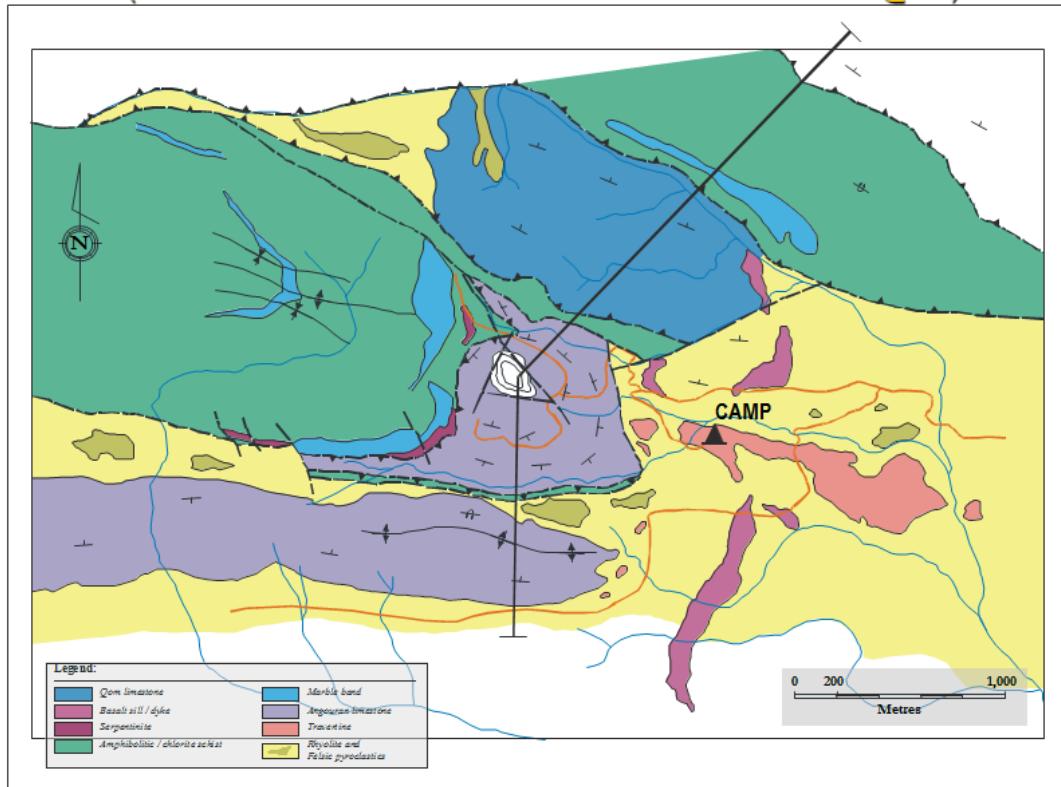 N
CAMP
Legend:
Qom limestone
Marble band
Basalt sill / dyke
Angouran limestone
Serpentinite
Travertine
Amphibolitic / chlorite schist
Rhyolite and
Felsic pyroclastics
0 200 1,000
Metres